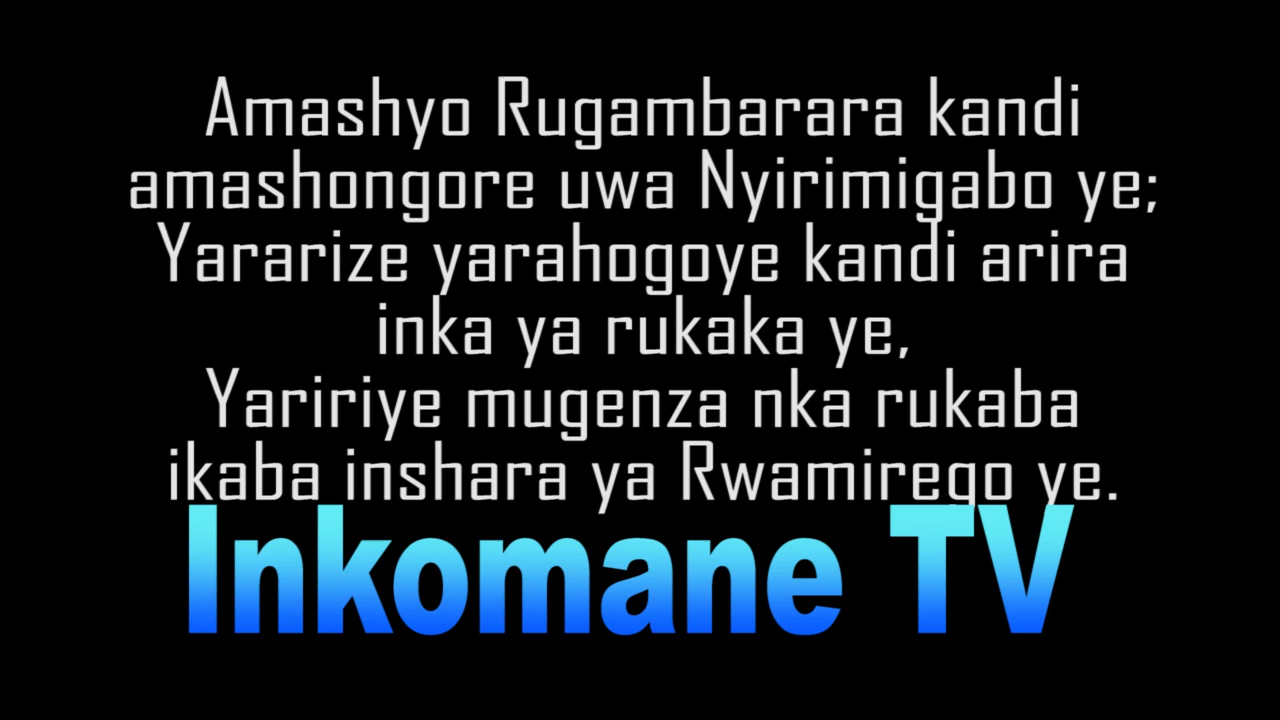 Amashyo Rugambarara kandi
amashongore uwa Nyirimigabo ye;
Yararize yarahogoye kandi arira
inka ya rukaka ye,
Yaririye mugenza nka rukaba
ikaba inshara ya Rwamirego ye.
Inkomane TV